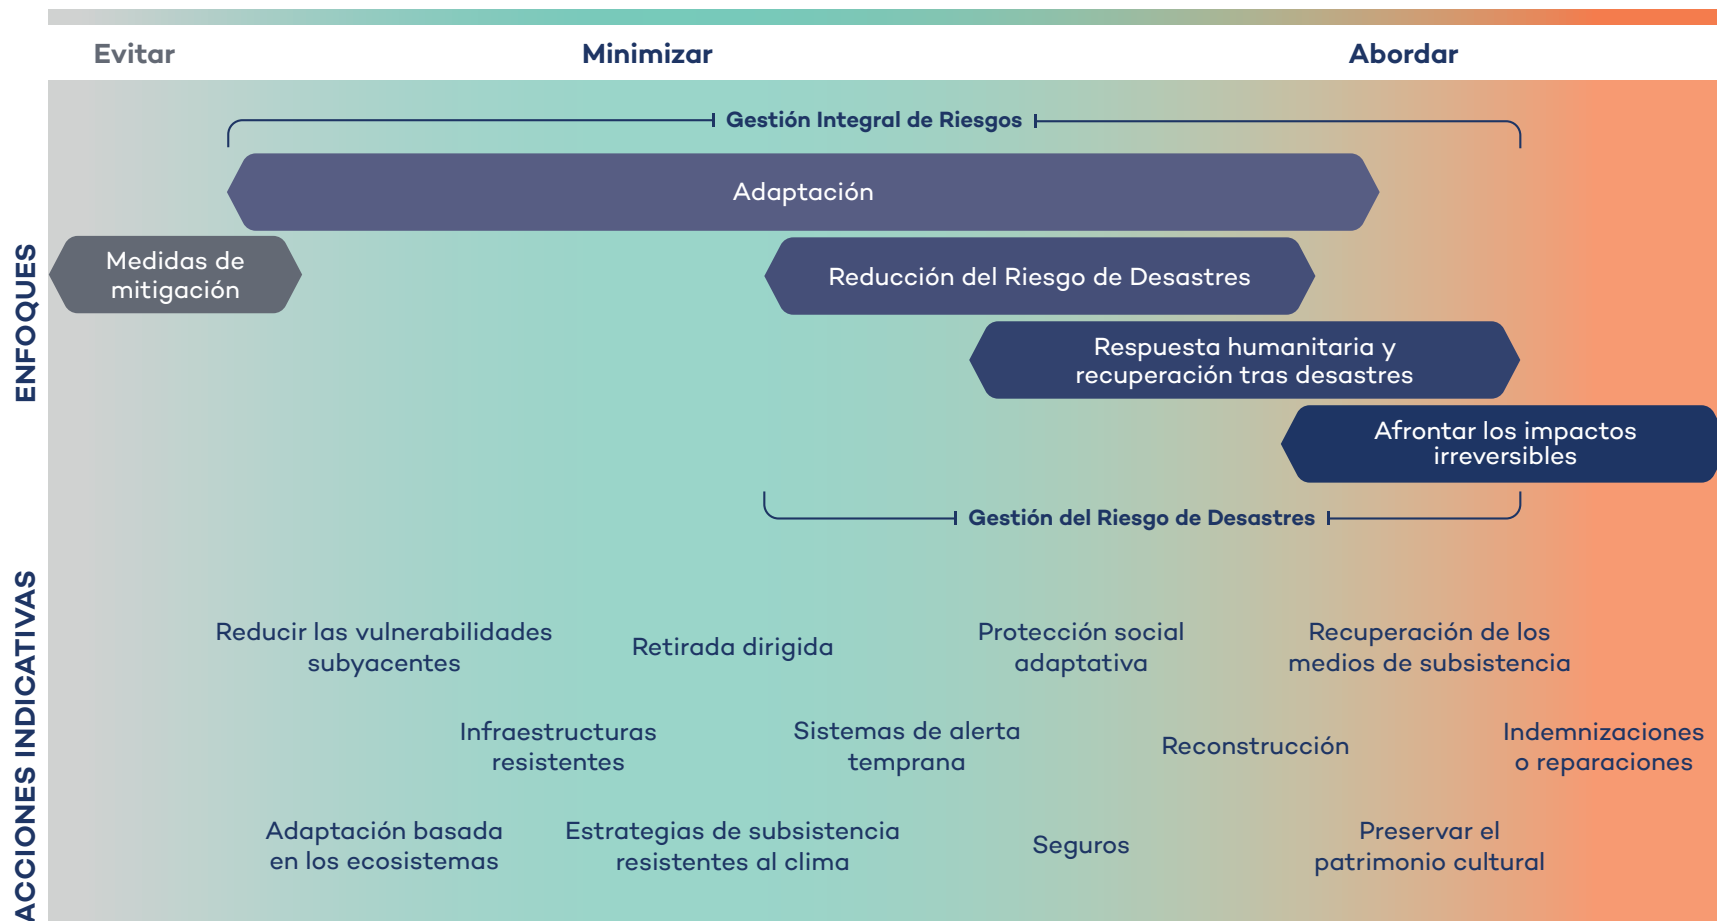 Evitar
Minimizar
Abordar
Gestión Integral de Riesgos
Adaptación
ENFOQUES
Medidas de
mitigación
Reducción del Riesgo de Desastres
Respuesta humanitaria y
recuperación tras desastres
Afrontar los impactos
irreversibles
Gestión del Riesgo de Desastres
ACCIONES INDICATIVAS
Reducir las vulnerabilidades
subyacentes
Retirada dirigida
Protección social
adaptativa
Recuperación de los
medios de subsistencia
Infraestructuras
resistentes
Sistemas de alerta
temprana
Reconstrucción
Indemnizaciones
o reparaciones
Adaptación basada
en los ecosistemas
Estrategias de subsistencia
resistentes al clima
Seguros
Preservar el
patrimonio cultural